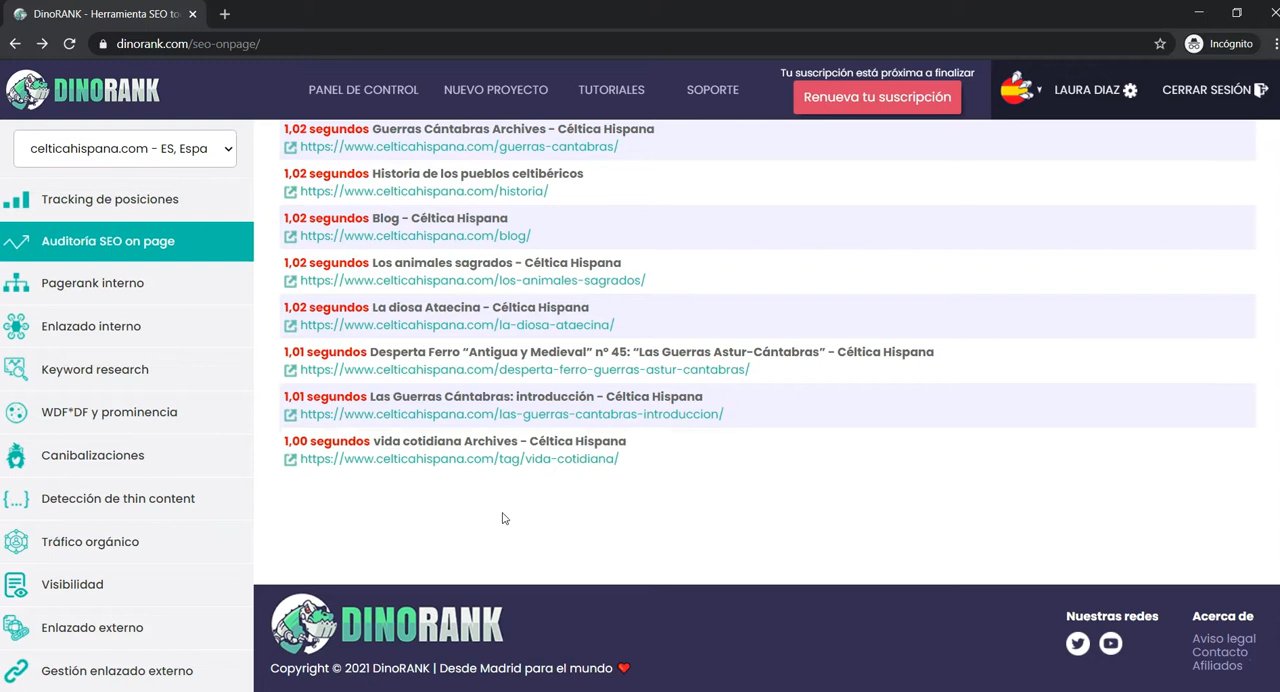 DinoRANK - Herramienta SEO to
dinorank.com/seo-onpage/
Incógnito
DINORANK
PANEL DE CONTROL
NUEVO PROYECTO
TUTORIALES
SOPORTE
Tu suscripción está próxima a finalizar
Renueva tu suscripción
LAURA DIAZ
CERRAR SESIÓN
celticahispana.com - ES, Espa
Tracking de posiciones
Auditoría SEO on page
Pagerank interno
Enlazado interno
Keyword research
WDF*DF y prominencia
Canibalizaciones
Detección de thin content
Tráfico orgánico
Visibilidad
Enlazado externo
Gestión enlazado externo
1,02 segundos Guerras Cántabras Archives - Céltica Hispana
https://www.celticahispana.com/guerras-cantabras/
1,02 segundos Historia de los pueblos celtibéricos
https://www.celticahispana.com/historia/
1,02 segundos Blog - Céltica Hispana
https://www.celticahispana.com/blog/
1,02 segundos Los animales sagrados - Céltica Hispana
https://www.celticahispana.com/los-animales-sagrados/
1,02 segundos La diosa Ataecina - Céltica Hispana
https://www.celticahispana.com/la-diosa-ataecina/
1,01 segundos Desperta Ferro “Antigua y Medieval” nº 45: “Las Guerras Astur-Cántabras” - Céltica Hispana
https://www.celticahispana.com/desperta-ferro-guerras-astur-cantabras/
1,01 segundos Las Guerras Cántabras: introducción - Céltica Hispana
https://www.celticahispana.com/las-guerras-cantabras-introduccion/
1,00 segundos vida cotidiana Archives - Céltica Hispana
https://www.celticahispana.com/tag/vida-cotidiana/
DINORANK
Copyright © 2021 DinoRANK | Desde Madrid para el mundo ❤
Nuestras redes
Acerca de
Aviso legal
Contacto
Afiliados